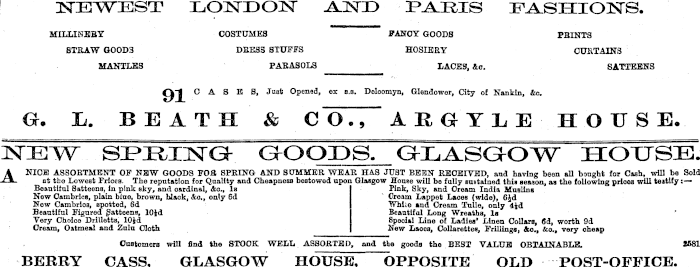 NEWEST LONDON AND PARIS FASHIONS.
MILLINERY COSTUMES FANCY GOODS PRINTS
STRAW GOODS DRESS STUFFS HOSIERY CURTAINS
MANTLES PARASOLS LACES, &c. SATTEENS
91 CASES, Just Opened, ex s.s. Delcomyn, Glendower, City of Nankin, &c.
G. L. BEATH & CO., ARGYLE HOUSE.
NEW SPRING GOODS. GLASGOW HOUSE.
A NICE ASSORTMENT OF NEW GOODS FOR SPRING AND SUMMER WEAR HAS JUST BEEN RECEIVED, and having been all bought for Cash, will be Sold
at the Lowest Prices. The reputation for Quality and Cheapness bestowed upon Glasgow House will be fully sustained this season, as the following prices will testify:—
Beautiful Satteens, in pink, sky, and cardinal, &c., 1s
New Cambrics, plain blue, brown, black, &c., only 6d
New Cambrics, spotted, 6d
Beautiful Figured Satteens, 10½d
Very Choice Drilletts, 10½d
Cream, Oatmeal and Zulu Cloth
Pink, Sky, and Cream India Muslins
Cream Lappet Laces (wide), 6½d
White and Cream Tulle, only 4½d
Beautiful Long Wreaths, 1s
Special Line of Ladies' Linen Collars, 6d, worth 9d
New Laces, Collarettes, Frillings, &c., &c., very cheap
Customers will find the STOCK WELL ASSORTED, and the goods the BEST VALUE OBTAINABLE. 2581
BERRY CASS, GLASGOW HOUSE, OPPOSITE OLD POST-OFFICE.